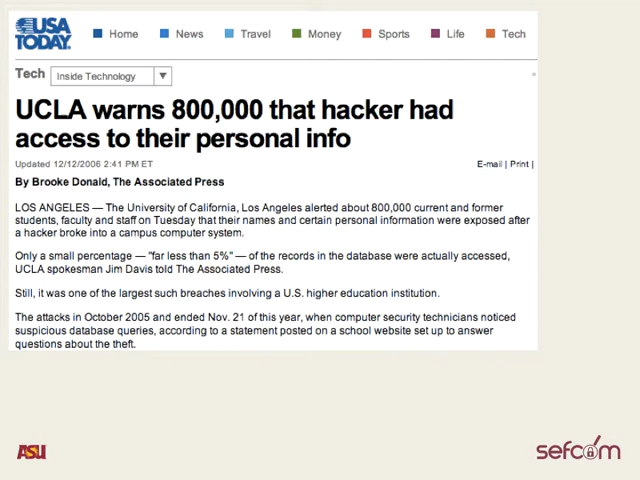 USA
TODAY.
Home News Travel Money Sports Life Tech
Tech Inside Technology
UCLA warns 800,000 that hacker had
access to their personal info
Updated 12/12/2006 2:41 PM ET E-mail | Print |
By Brooke Donald, The Associated Press
LOS ANGELES — The University of California, Los Angeles alerted about 800,000 current and former
students, faculty and staff on Tuesday that their names and certain personal information were exposed after
a hacker broke into a campus computer system.
Only a small percentage — "far less than 5%" — of the records in the database were actually accessed,
UCLA spokesman Jim Davis told The Associated Press.
Still, it was one of the largest such breaches involving a U.S. higher education institution.
The attacks in October 2005 and ended Nov. 21 of this year, when computer security technicians noticed
suspicious database queries, according to a statement posted on a school website set up to answer
questions about the theft.
ASU sefcom